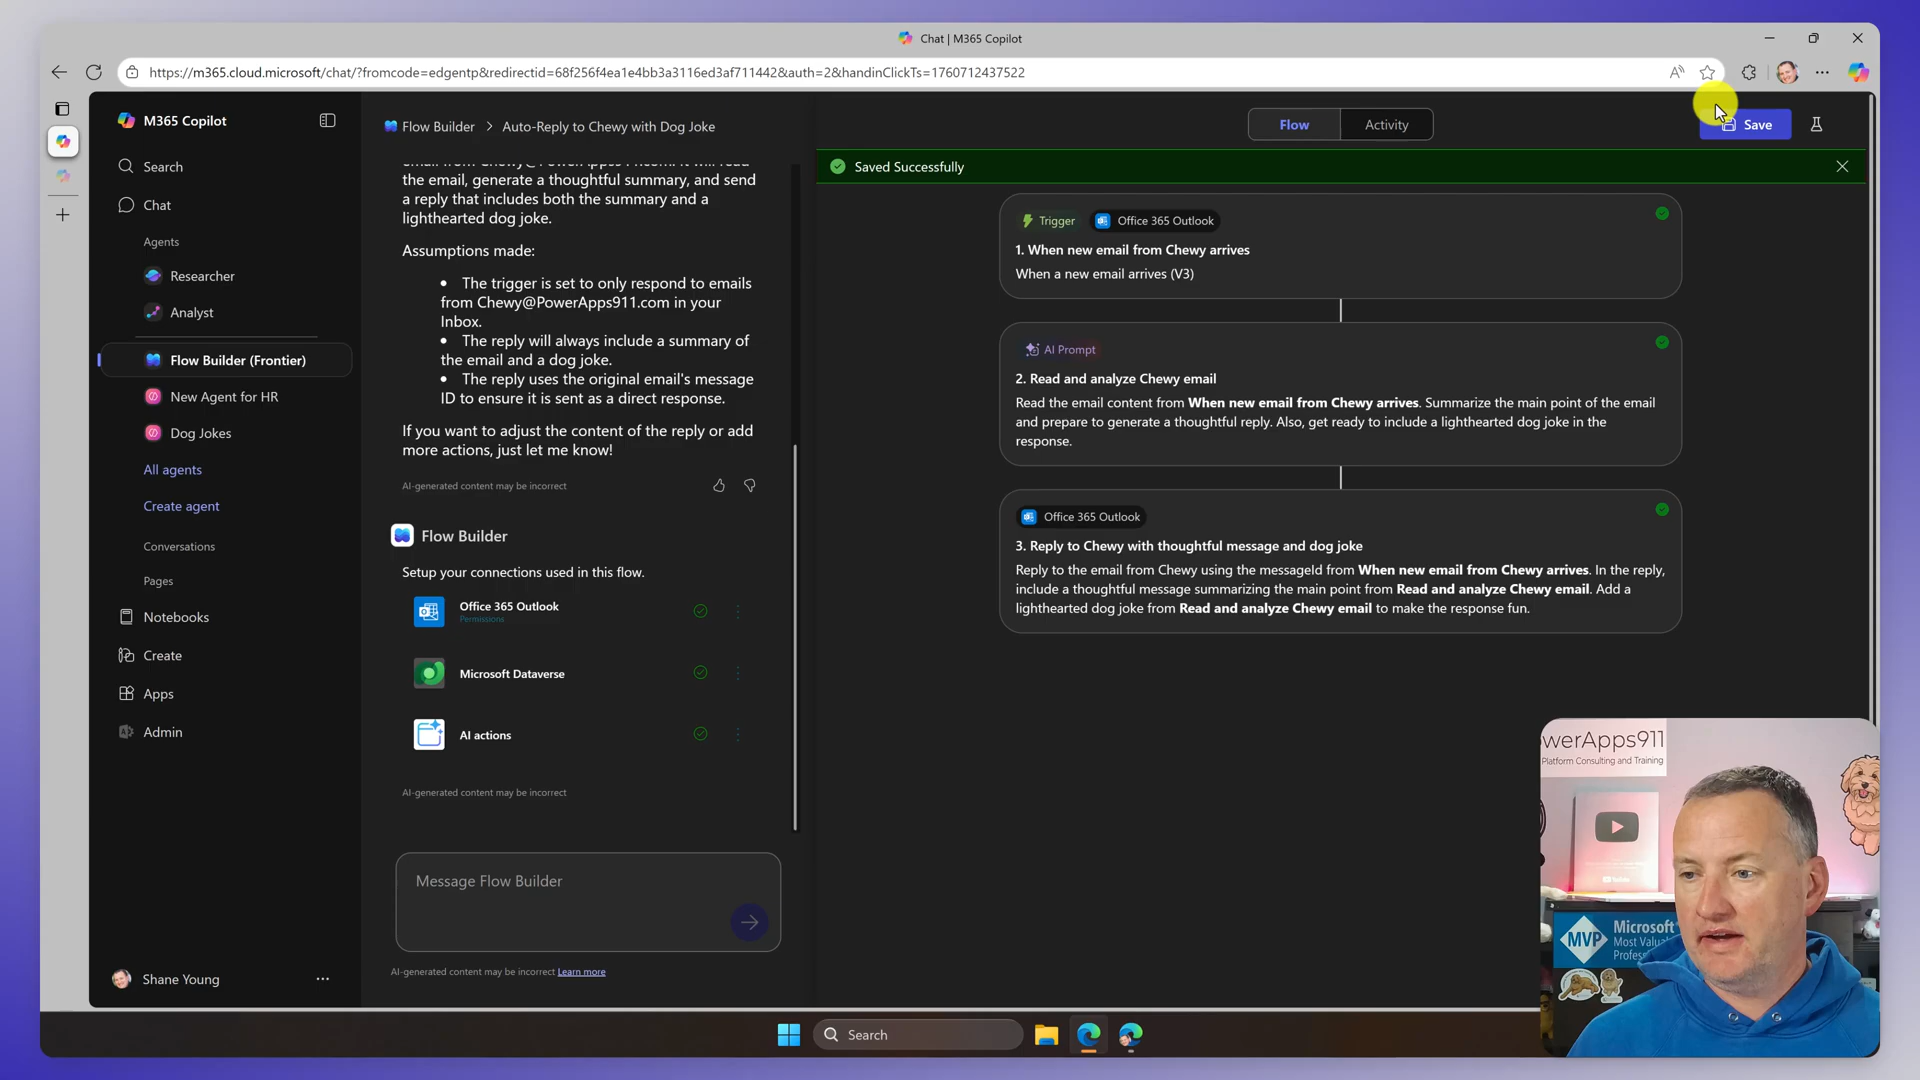 Chat | M365 Copilot
https://m365.cloud.microsoft/chat/?fromcode=edgentp&redirectid=68f256f4ea1e4bb3a3116ed3af711442&auth=2&handinClickTs=1760712437522
M365 Copilot
Search
Chat
Agents
Researcher
Analyst
Flow Builder (Frontier)
New Agent for HR
Dog Jokes
All agents
Create agent
Conversations
Pages
Notebooks
Create
Apps
Admin
Shane Young
Flow Builder > Auto-Reply to Chewy with Dog Joke
the email, generate a thoughtful summary, and send
a reply that includes both the summary and a
lighthearted dog joke.
Assumptions made:
• The trigger is set to only respond to emails
from Chewy@PowerApps911.com in your
Inbox.
• The reply will always include a summary of
the email and a dog joke.
• The reply uses the original email's message
ID to ensure it is sent as a direct response.
If you want to adjust the content of the reply or add
more actions, just let me know!
AI-generated content may be incorrect
Flow Builder
Setup your connections used in this flow.
Office 365 Outlook
Permissions
Microsoft Dataverse
AI actions
AI-generated content may be incorrect
Message Flow Builder
AI-generated content may be incorrect Learn more
Flow
Activity
Save
Saved Successfully
Trigger
Office 365 Outlook
1. When new email from Chewy arrives
When a new email arrives (V3)
AI Prompt
2. Read and analyze Chewy email
Read the email content from When new email from Chewy arrives. Summarize the main point of the email
and prepare to generate a thoughtful reply. Also, get ready to include a lighthearted dog joke in the
response.
Office 365 Outlook
3. Reply to Chewy with thoughtful message and dog joke
Reply to the email from Chewy using the messageId from When new email from Chewy arrives. In the reply,
include a thoughtful message summarizing the main point from Read and analyze Chewy email. Add a
lighthearted dog joke from Read and analyze Chewy email to make the response fun.
werApps911
Platform Consulting and Training
MVP
Microsoft
Most Valu
Profes
Search